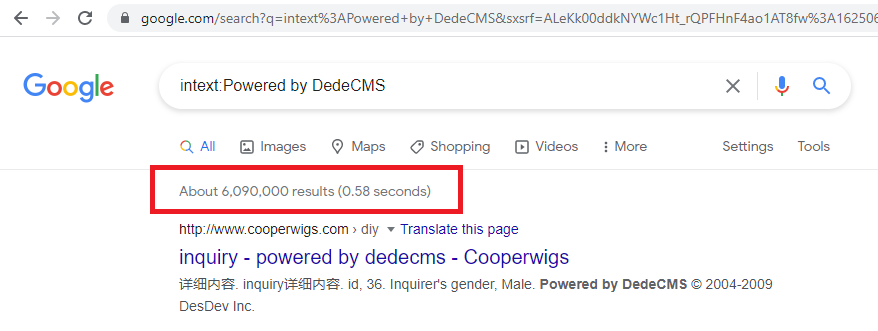 google.com/search?q=intext%3APowered+by+DedeCMS&sxsrf=ALeKk00ddkNYWc1Ht_rQPFHnF4ao1AT8fw%3A162506
Google
intext:Powered by DedeCMS
All Images Maps Shopping Videos More Settings Tools
About 6,090,000 results (0.58 seconds)
http://www.cooperwigs.com › diy Translate this page
inquiry - powered by dedecms - Cooperwigs
详细内容. inquiry详细内容. id, 36. Inquirer's gender, Male. Powered by DedeCMS © 2004-2009
DesDev Inc.